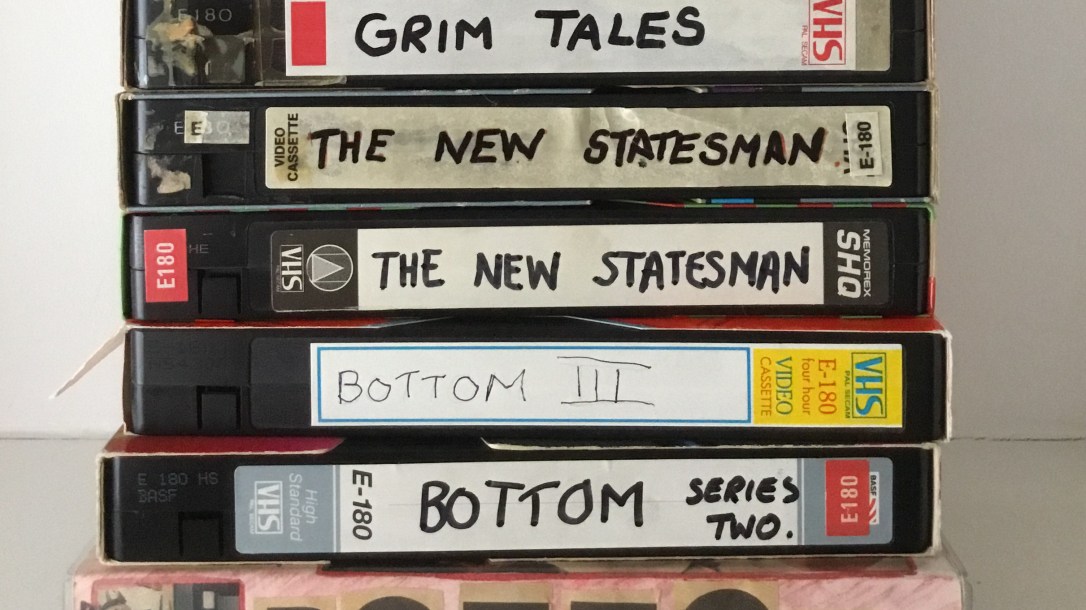 E180
GRIM TALES
VHS
PAL SECAM
E
VIDEO
CASSETTE
THE NEW STATESMAN
E-180
E180
HE
VHS
THE NEW STATESMAN
MEMOREX
SHQ
BOTTOM III
VIDEO
CASSETTE
E-180
four hour
VHS
PAL SECAM
E 180 HS
BASF
High
Standard
VHS
E-180
BOTTOM
SERIES
TWO.
E180
BASF